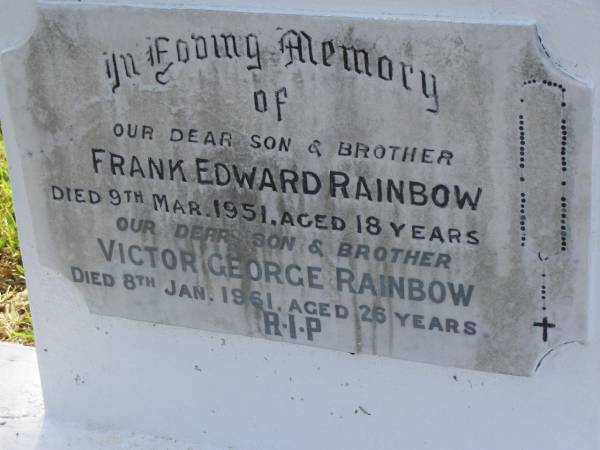 In Loving Memory
of
OUR DEAR SON & BROTHER
FRANK EDWARD RAINBOW
DIED 9TH MAR. 1951, AGED 18 YEARS
OUR DEAR SON & BROTHER
VICTOR GEORGE RAINBOW
DIED 8TH JAN. 1961, AGED 26 YEARS
R·I·P